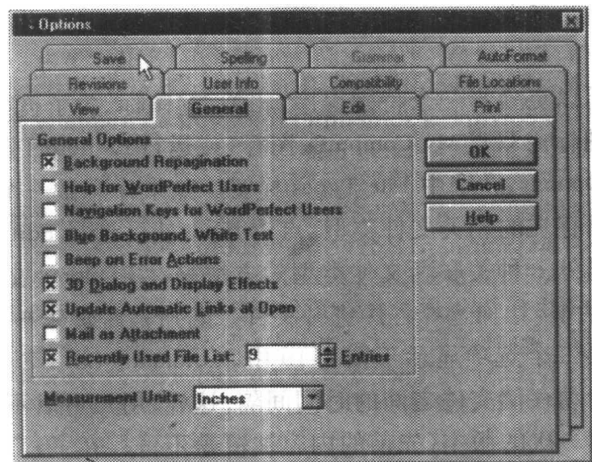 Options
Save Spelling Grammar AutoFormat
Revisions User Info Compatibility File Locations
View General Edit Print
General Options
Background Repagination
Help for WordPerfect Users
Navigation Keys for WordPerfect Users
Blue Background, White Text
Beep on Error Actions
3D Dialog and Display Effects
Update Automatic Links at Open
Mail as Attachment
Recently Used File List: 9 Entries
Measurement Units: Inches
OK
Cancel
Help